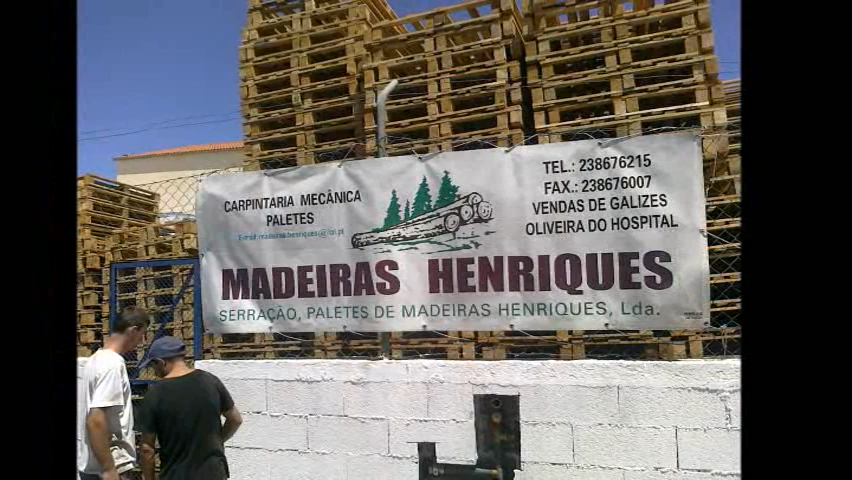 CARPINTARIA MECÂNICA
PALETES
TEL.: 238676215
FAX.: 238676007
VENDAS DE GALIZES
OLIVEIRA DO HOSPITAL
MADEIRAS HENRIQUES
SERRAÇÃO, PALETES DE MADEIRAS HENRIQUES, Lda.